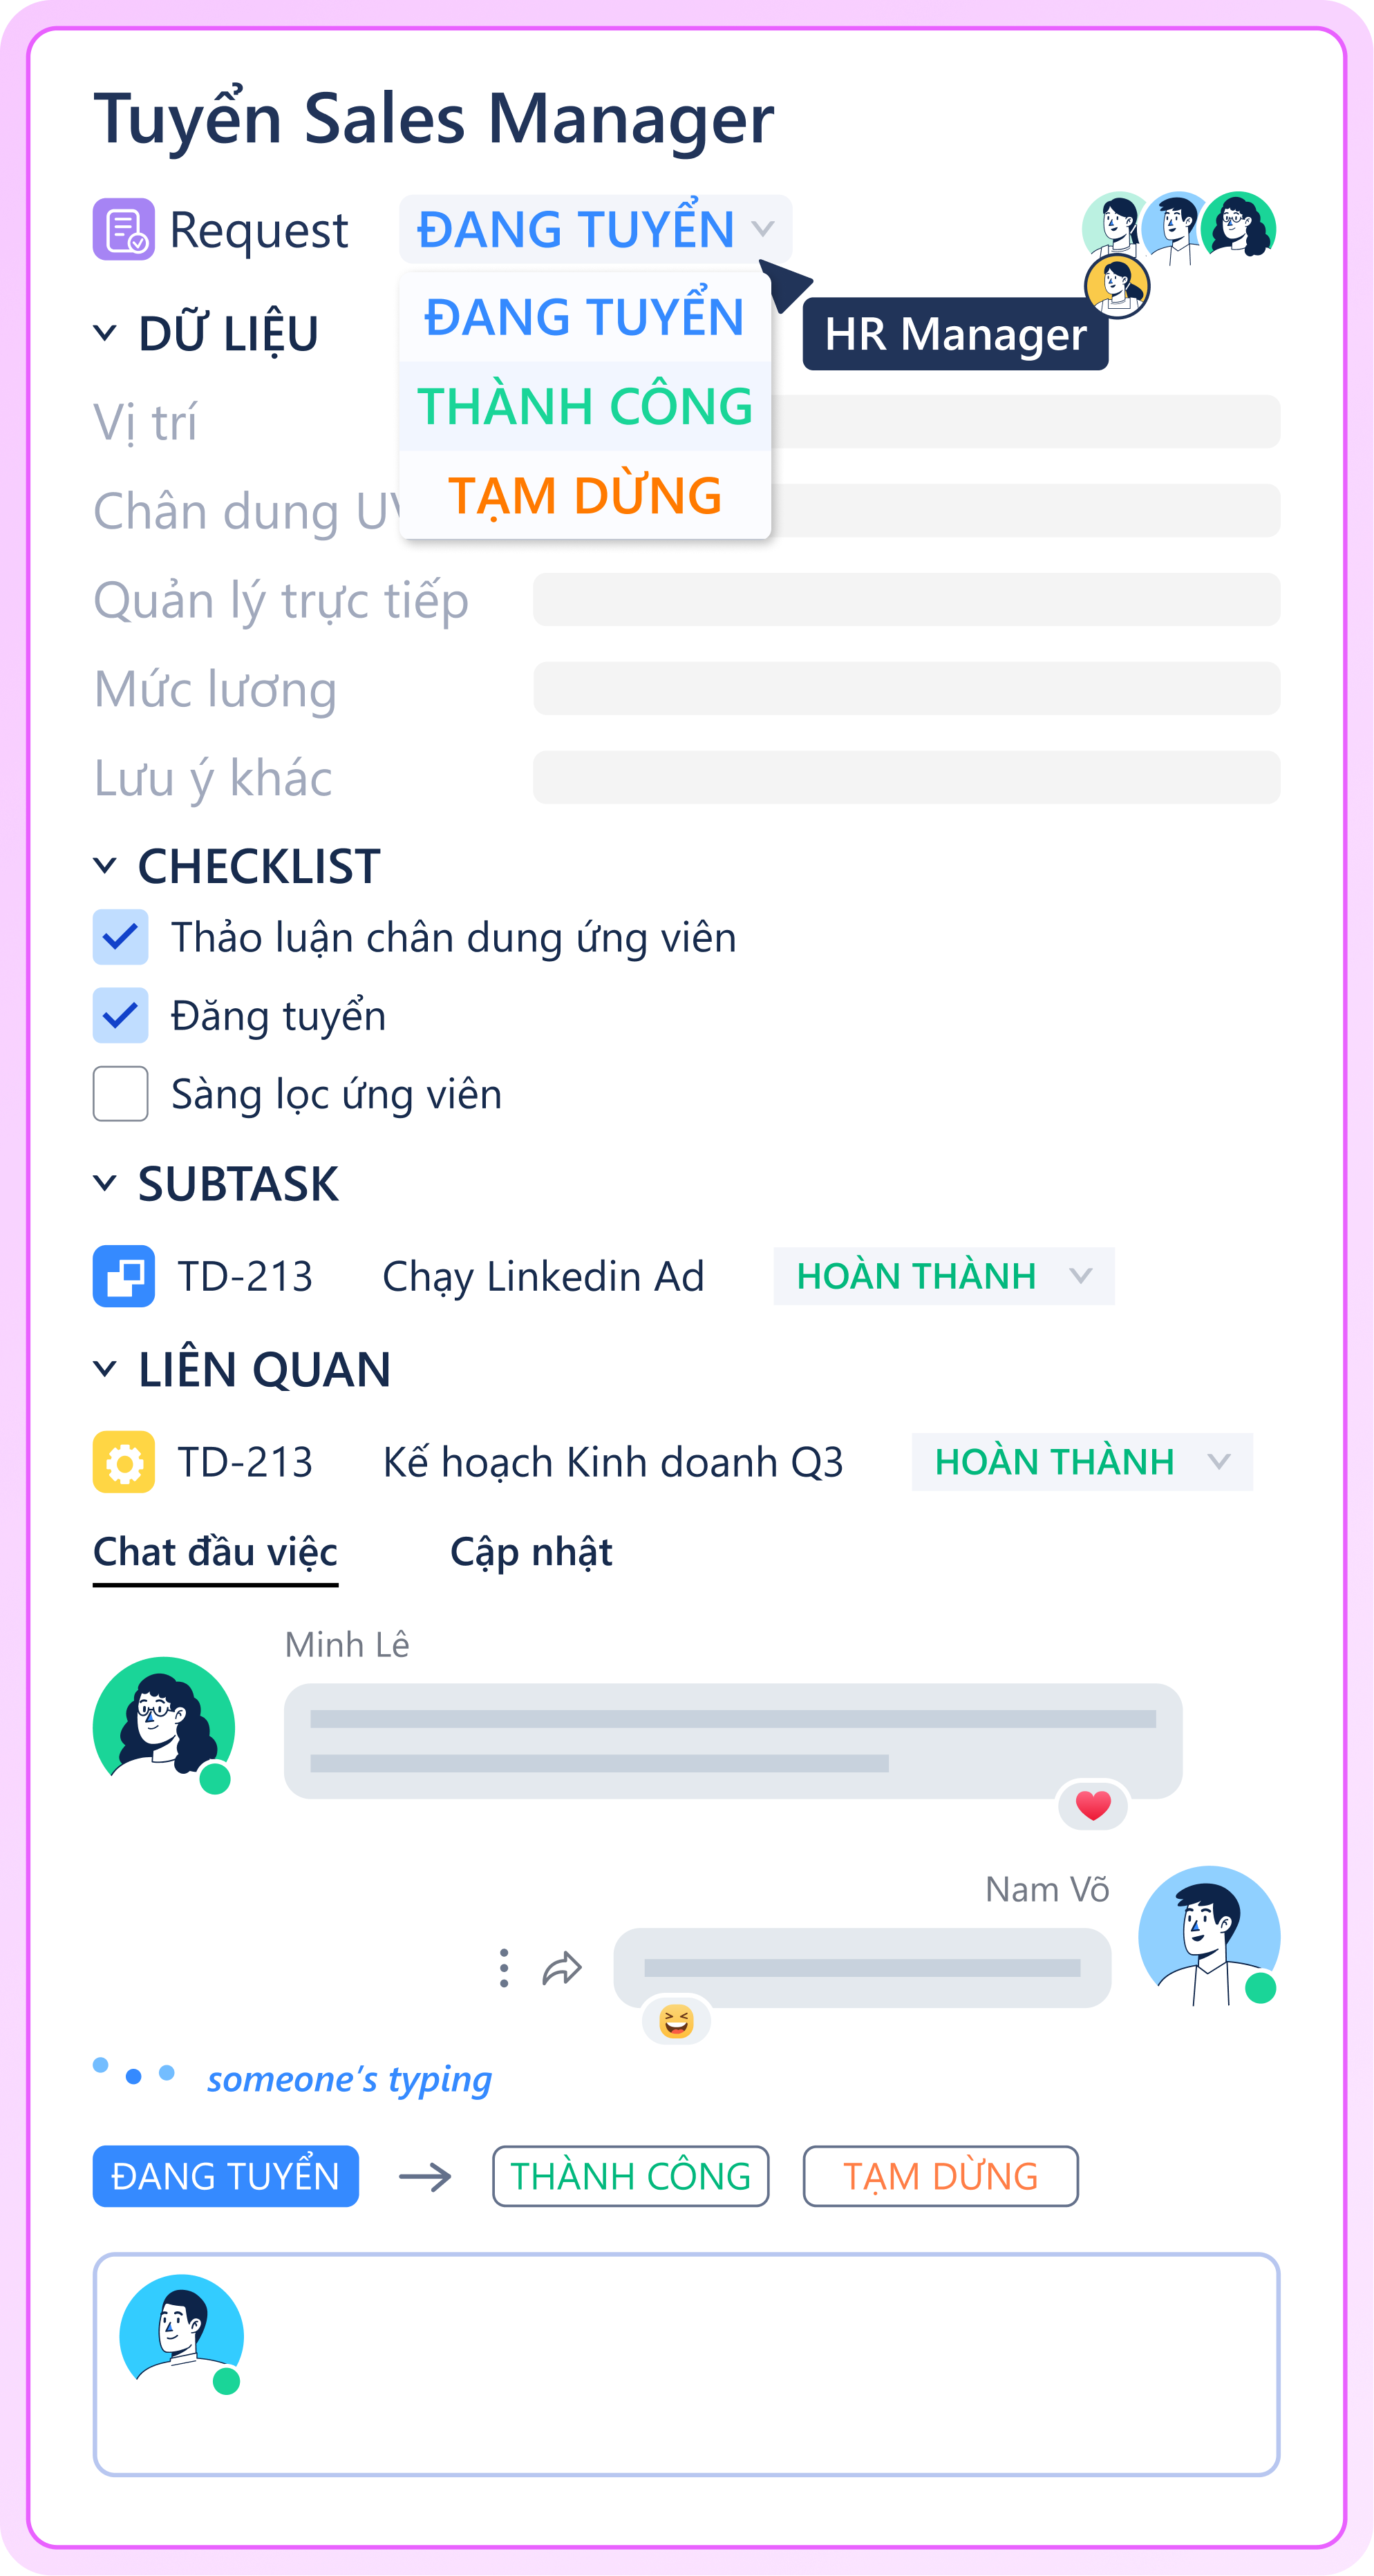 Tuyển Sales Manager
Request
ĐANG TUYỂN
ĐANG TUYỂN
THÀNH CÔNG
TẠM DỪNG
HR Manager
DỮ LIỆU
Vị trí
Chân dung UV
Quản lý trực tiếp
Mức lương
Lưu ý khác
CHECKLIST
Thảo luận chân dung ứng viên
Đăng tuyển
Sàng lọc ứng viên
SUBTASK
TD-213 Chạy Linkedin Ad HOÀN THÀNH
LIÊN QUAN
TD-213 Kế hoạch Kinh doanh Q3 HOÀN THÀNH
Chat đầu việc Cập nhật
Minh Lê
Nam Võ
someone's typing
ĐANG TUYỂN → THÀNH CÔNG TẠM DỪNG